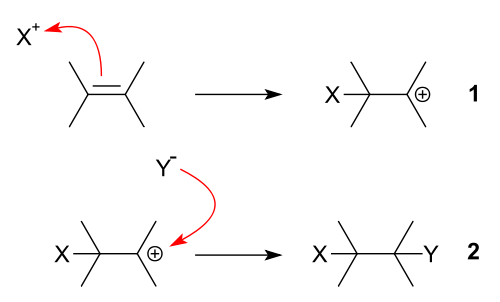 X⁺
X ⊕ 1
Y⁻
X ⊕ X Y 2